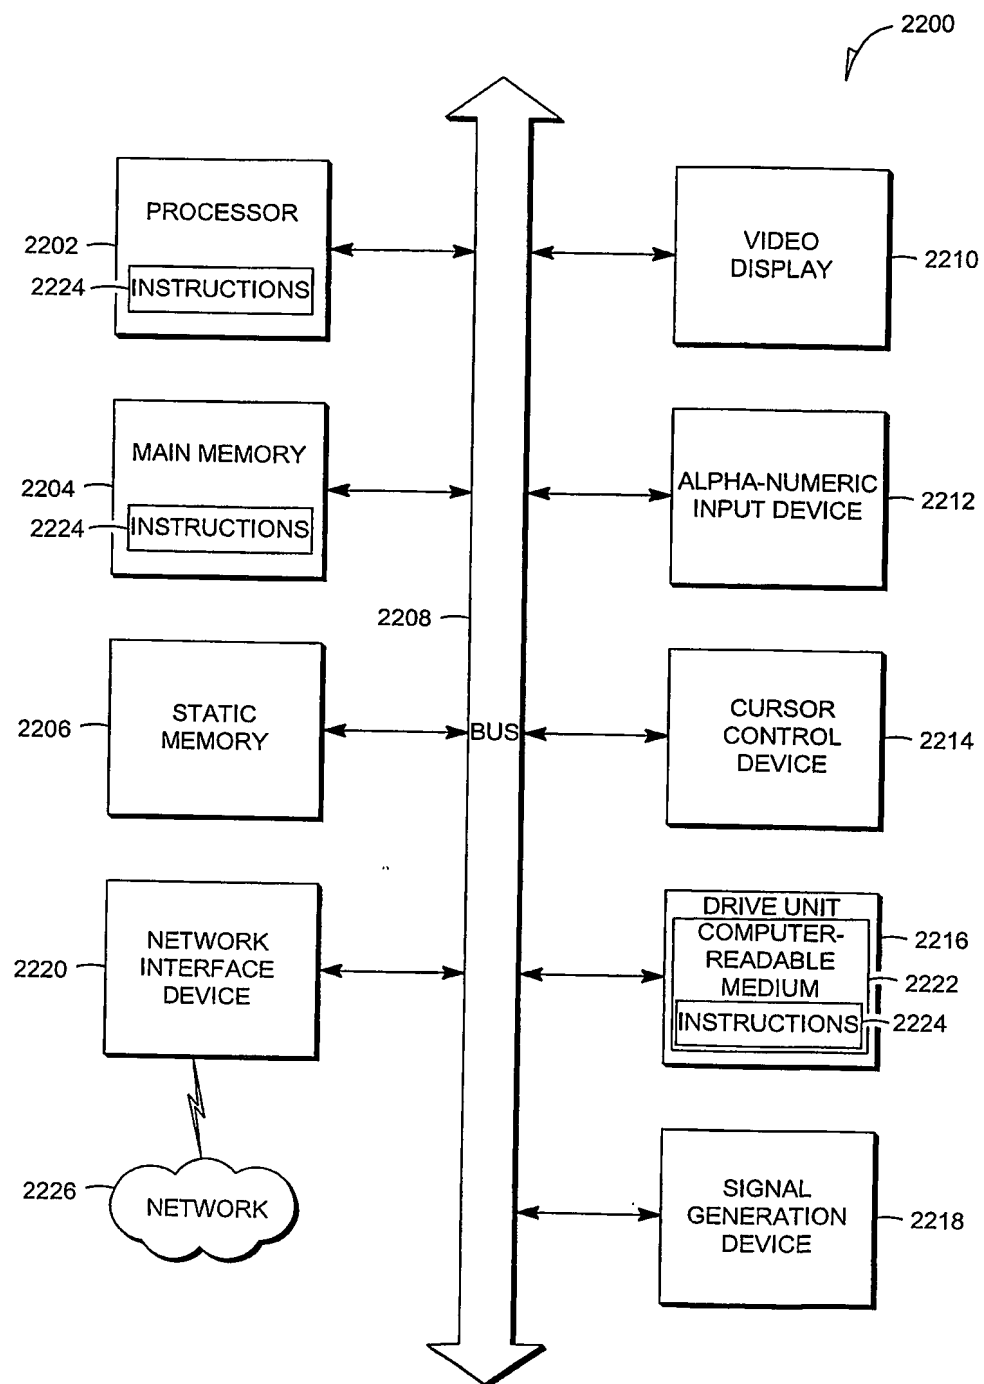 2200
PROCESSOR
2202
2224
INSTRUCTIONS
MAIN MEMORY
2204
2224
INSTRUCTIONS
2208
STATIC
MEMORY
2206
BUS
NETWORK
INTERFACE
DEVICE
2220
2226
NETWORK
VIDEO
DISPLAY
2210
ALPHA-NUMERIC
INPUT DEVICE
2212
CURSOR
CONTROL
DEVICE
2214
DRIVE UNIT
2216
COMPUTER-
READABLE
MEDIUM
2222
INSTRUCTIONS
2224
SIGNAL
GENERATION
DEVICE
2218